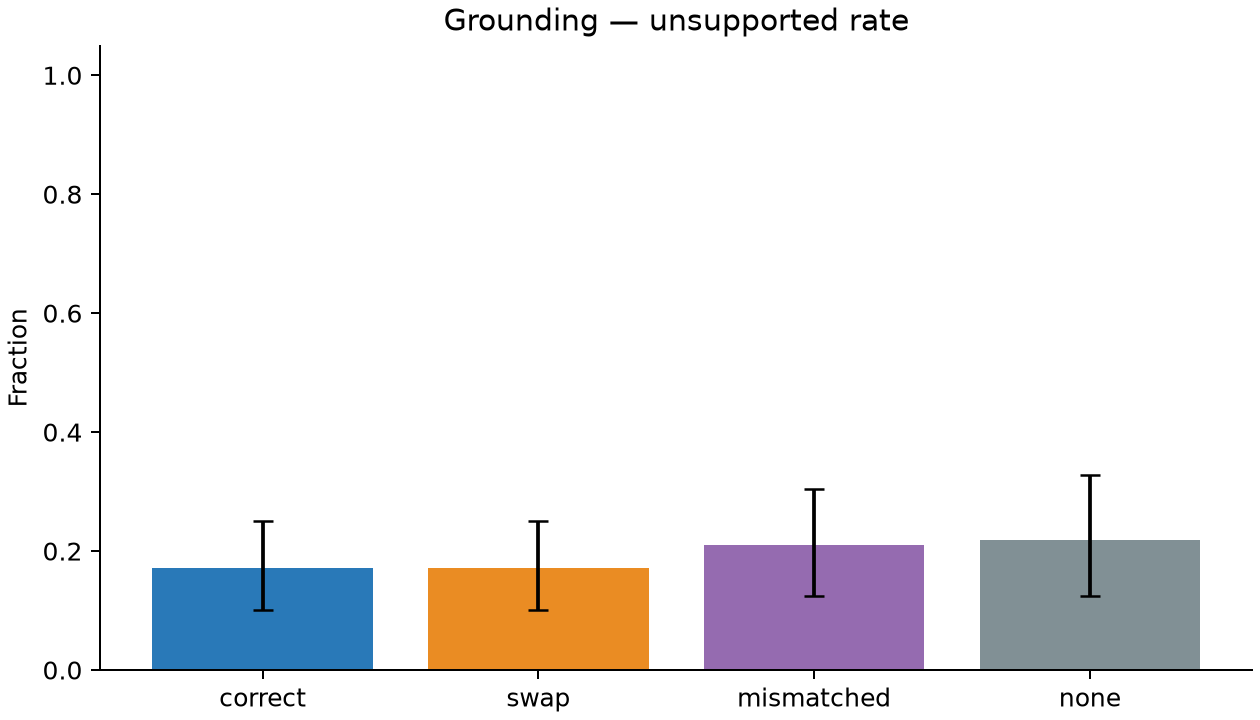 Grounding — unsupported rate
Fraction
1.0
0.8
0.6
0.4
0.2
0.0
correct
swap
mismatched
none